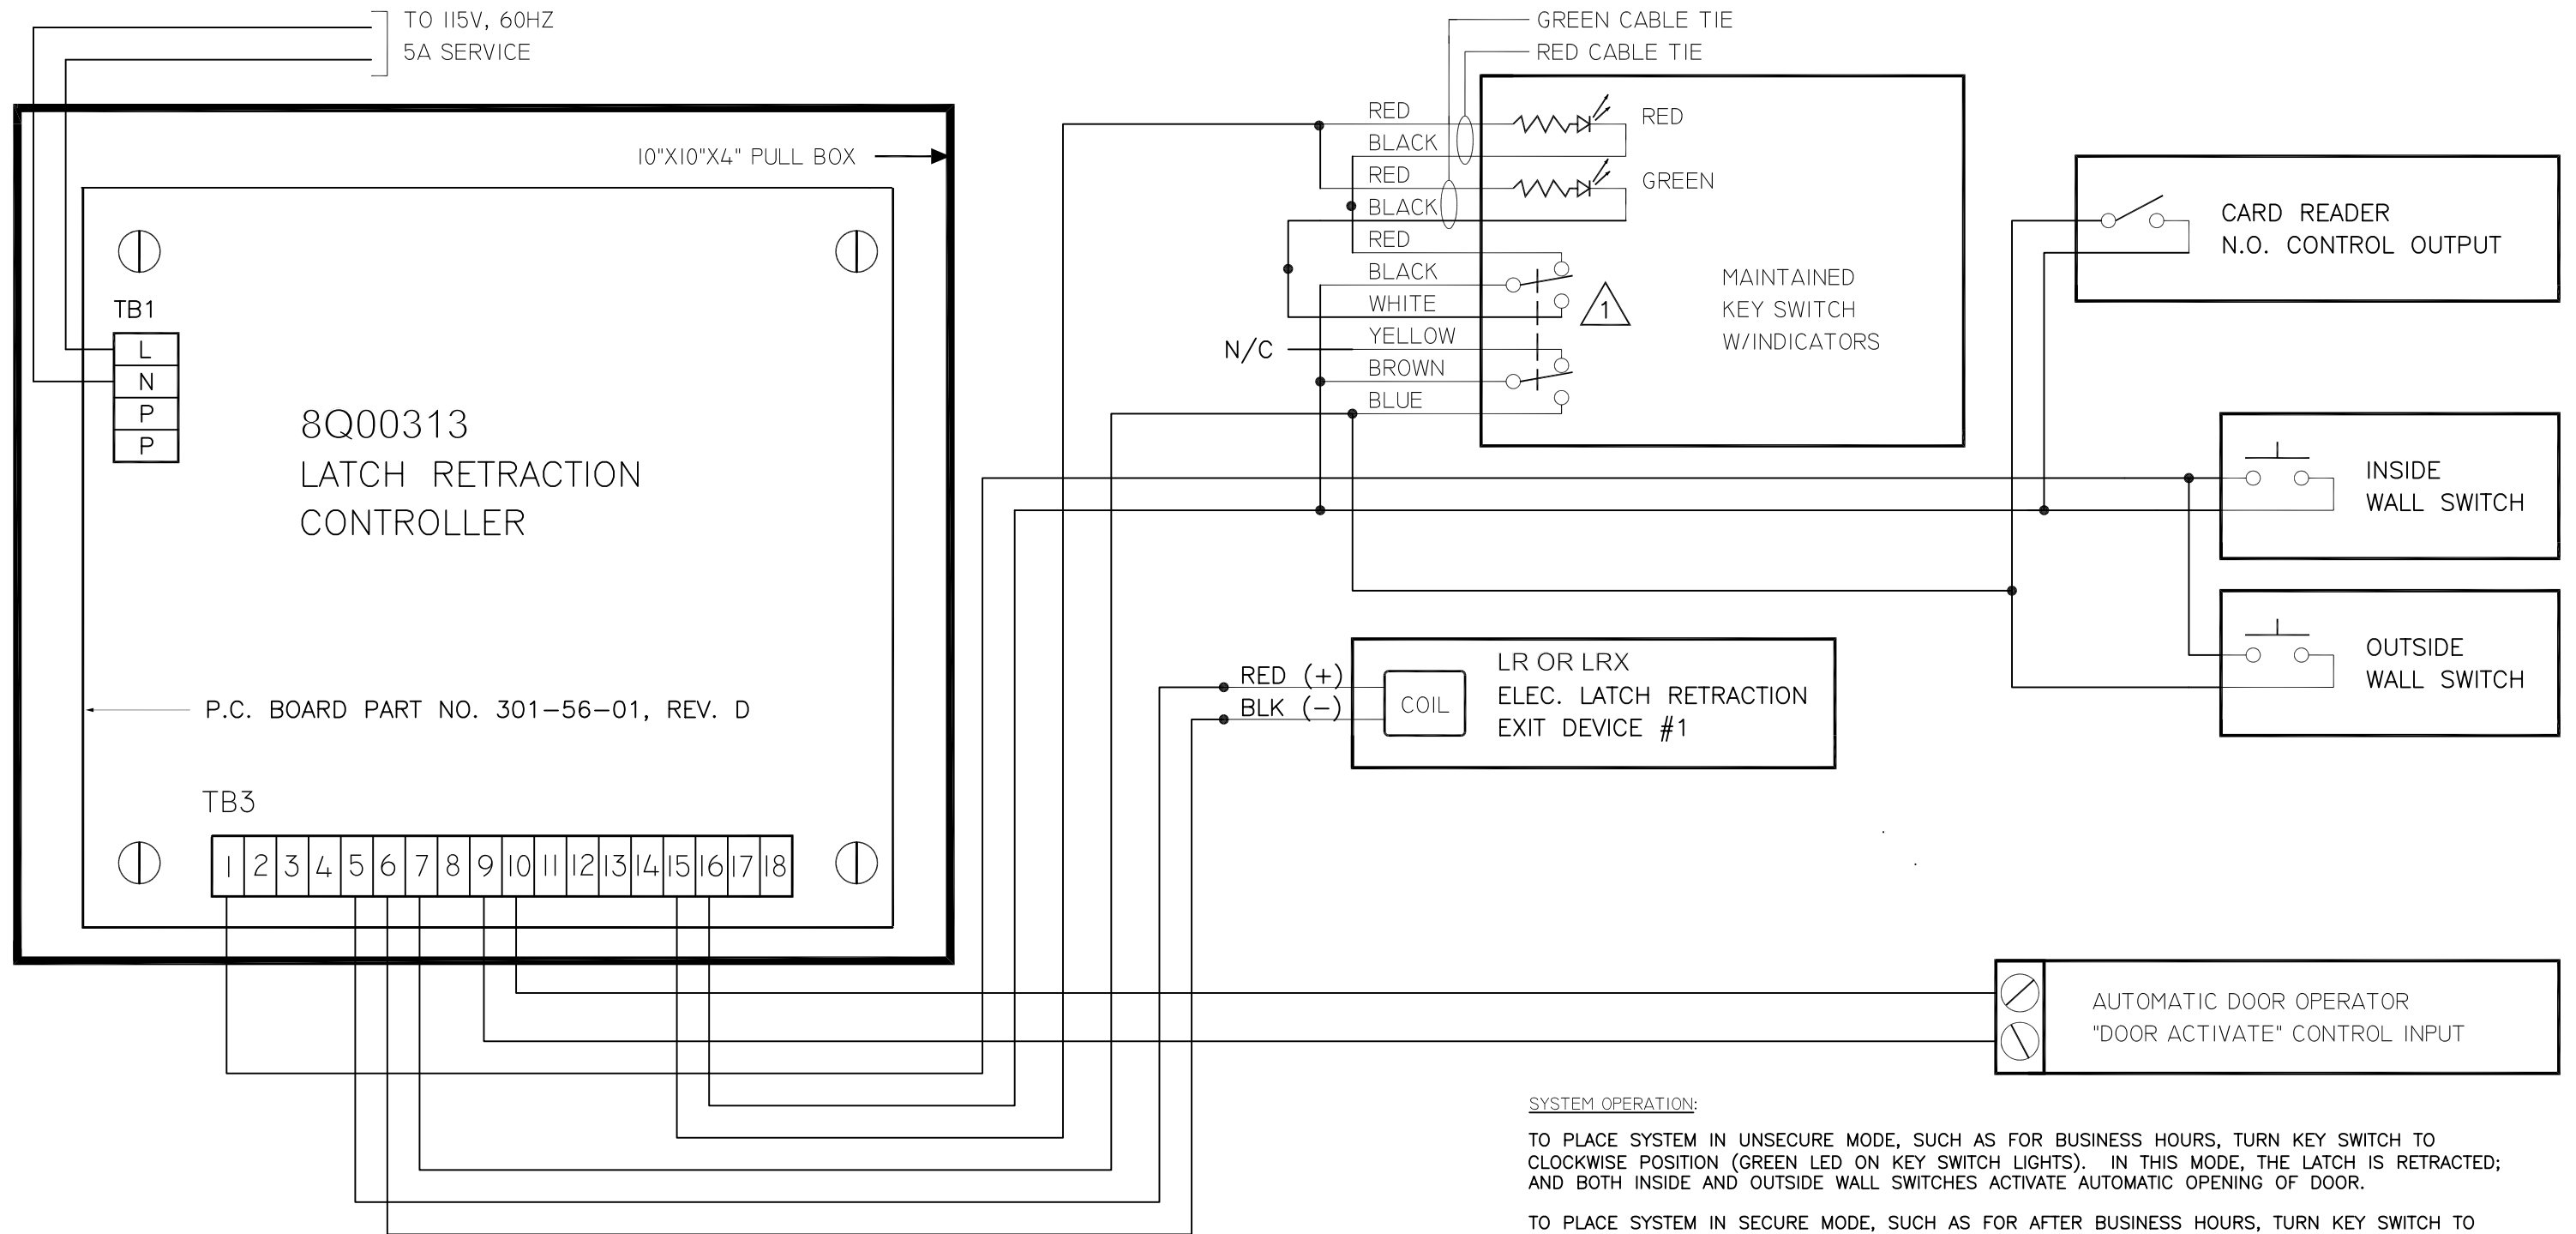 TO 115V, 60HZ
5A SERVICE
GREEN CABLE TIE
RED CABLE TIE
10"X10"X4" PULL BOX
TB1
L
N
P
P
8Q00313
LATCH RETRACTION
CONTROLLER
P.C. BOARD PART NO. 301-56-01, REV. D
TB3
1 2 3 4 5 6 7 8 9 10 11 12 13 14 15 16 17 18
RED
BLACK
RED
BLACK
RED
BLACK
WHITE
YELLOW
BROWN
BLUE
N/C
RED
GREEN
1
MAINTAINED
KEY SWITCH
W/INDICATORS
CARD READER
N.O. CONTROL OUTPUT
INSIDE
WALL SWITCH
OUTSIDE
WALL SWITCH
RED (+)
BLK (-)
COIL
LR OR LRX
ELEC. LATCH RETRACTION
EXIT DEVICE #1
AUTOMATIC DOOR OPERATOR
"DOOR ACTIVATE" CONTROL INPUT
SYSTEM OPERATION:
TO PLACE SYSTEM IN UNSECURE MODE, SUCH AS FOR BUSINESS HOURS, TURN KEY SWITCH TO
CLOCKWISE POSITION (GREEN LED ON KEY SWITCH LIGHTS). IN THIS MODE, THE LATCH IS RETRACTED;
AND BOTH INSIDE AND OUTSIDE WALL SWITCHES ACTIVATE AUTOMATIC OPENING OF DOOR.
TO PLACE SYSTEM IN SECURE MODE, SUCH AS FOR AFTER BUSINESS HOURS, TURN KEY SWITCH TO